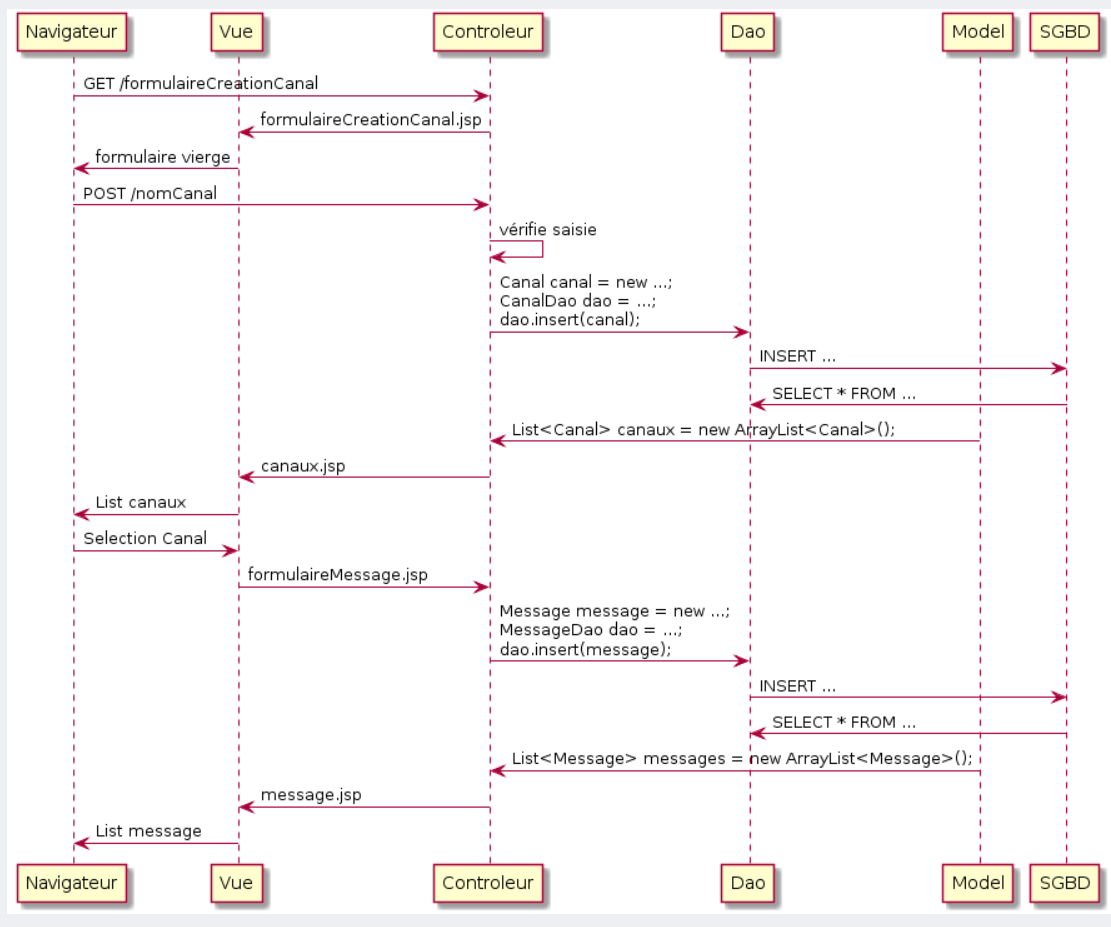 Navigateur Vue Controleur Dao Model SGBD
GET /formulaireCreationCanal
formulaireCreationCanal.jsp
formulaire vierge
POST /nomCanal
vérifie saisie
Canal canal = new ...;
CanalDao dao = ...;
dao.insert(canal);
INSERT ...
SELECT * FROM ...
List<Canal> canaux = new ArrayList<Canal>();
canaux.jsp
List canaux
Selection Canal
formulaireMessage.jsp
Message message = new ...;
MessageDao dao = ...;
dao.insert(message);
INSERT ...
SELECT * FROM ...
List<Message> messages = new ArrayList<Message>();
message.jsp
List message
Navigateur Vue Controleur Dao Model SGBD